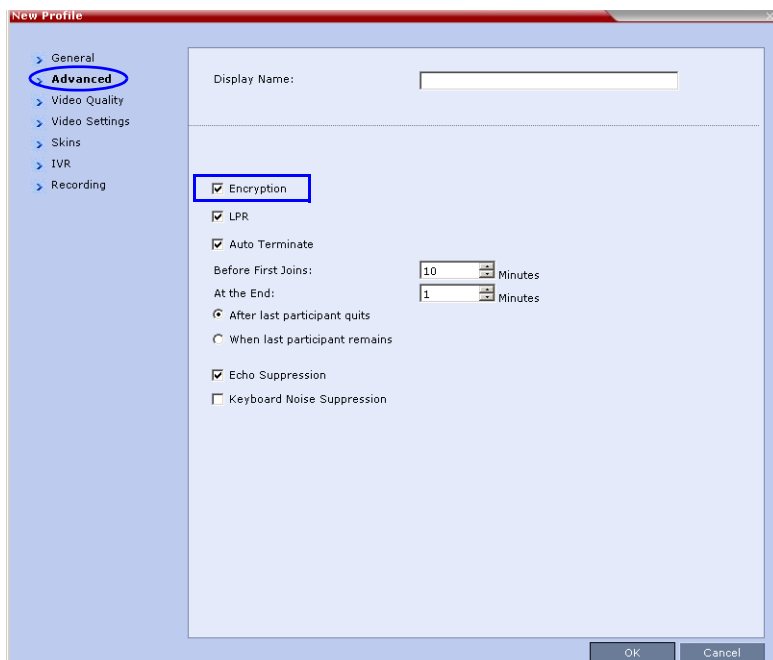 New Profile
General
Advanced
Video Quality
Video Settings
Skins
IVR
Recording
Display Name:
Encryption
LPR
Auto Terminate
Before First Joins: 10 Minutes
At the End: 1 Minutes
After last participant quits
When last participant remains
Echo Suppression
Keyboard Noise Suppression
OK Cancel